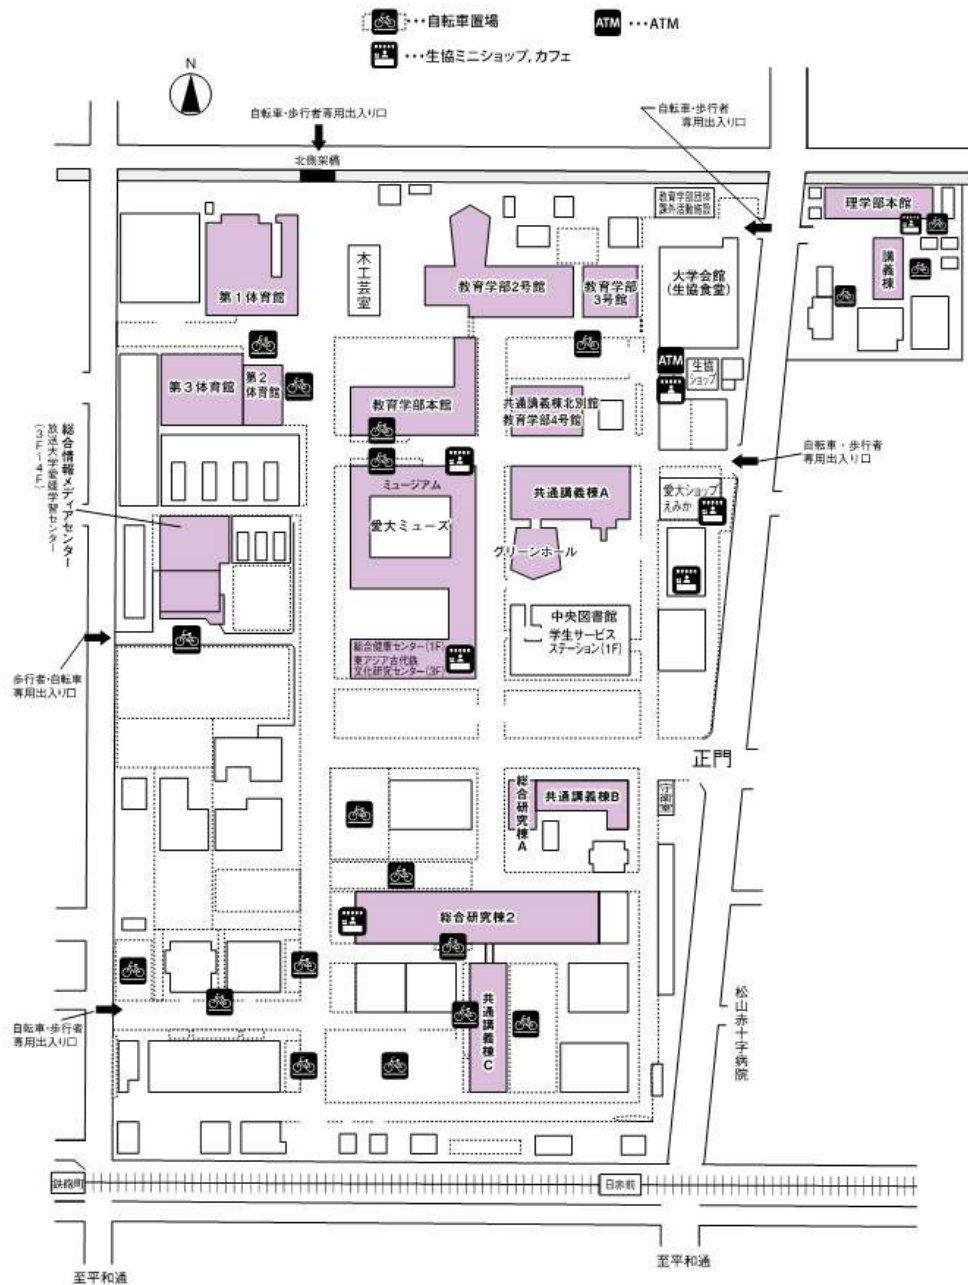 ・・・自転車置場
ATM
・・・ATM
・・・生協ミニショップ,カフェ
N
自転車・歩行者専用出入り口
北側架橋
自転車・歩行者
専用出入り口
教育学部団体
課外活動施設
理学部本館
講義棟
第1体育館
木工芸室
教育学部2号館
教育学部
3号館
大学会館
(生協食堂)
ATM
生協
ショップ
第3体育館
第2
体育館
教育学部本館
共通講義棟北別館
教育学部4号館
自転車・歩行者
専用出入り口
総合情報メディアセンター
放送大学愛媛学習センター
(3F~4F)
ミュージアム
愛大ミューズ
共通講義棟A
グリーンホール
愛大ショップ
えみか
中央図書館
学生サービス
ステーション(1F)
総合健康センター(1F)
東アジア古代鉄
文化研究センター(3F)
歩行者・自転車
専用出入り口
正門
守衛室
総合研究棟A
共通講義棟B
総合研究棟2
共通講義棟C
自転車・歩行者
専用出入り口
松山赤十字病院
鉄砲町
日赤前
至平和通
至平和通